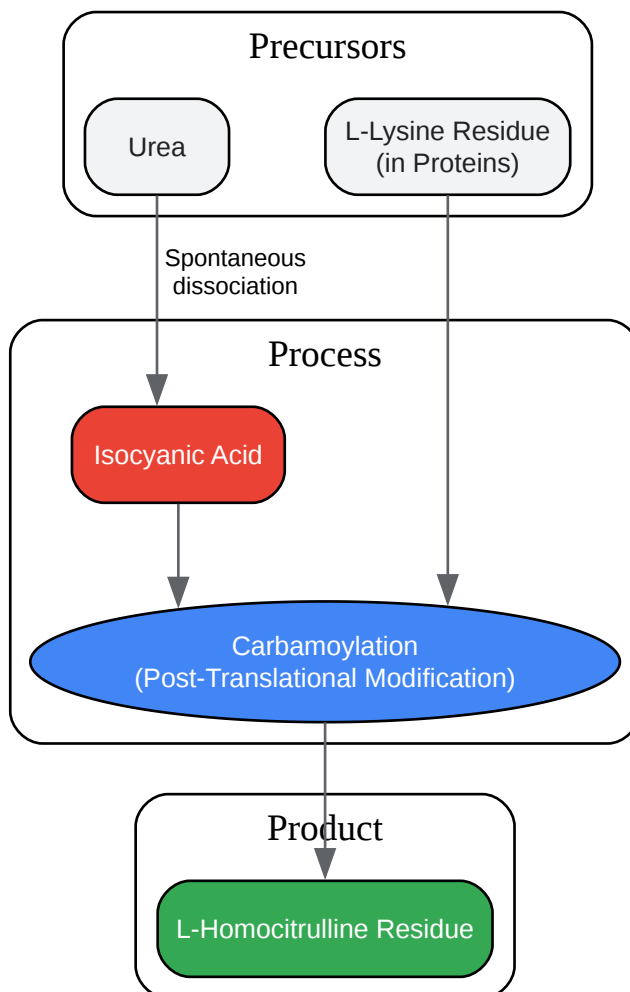 Precursors
Urea
L-Lysine Residue
(in Proteins)
Spontaneous
dissociation
Process
Isocyanic Acid
Carbamoylation
(Post-Translational Modification)
Product
L-Homocitrulline Residue